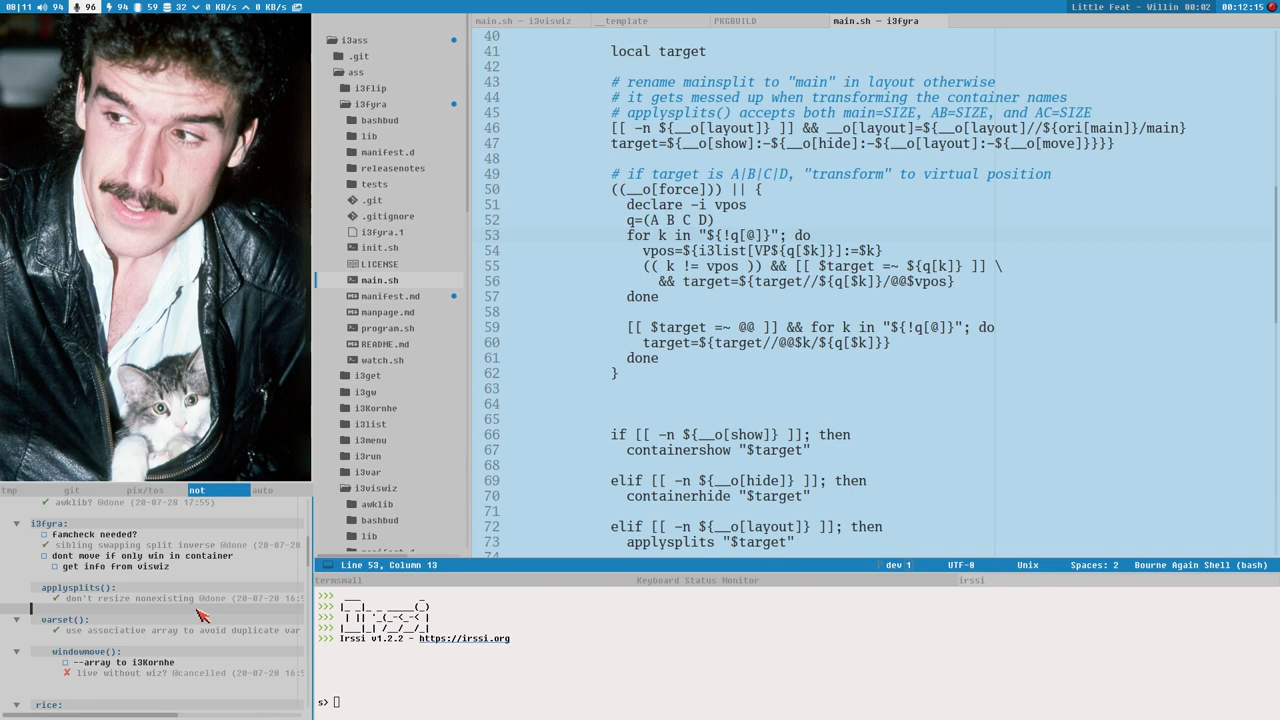 08|11 94 96 94 59 32 0 KB/s 0 KB/s
Little Feat - Willin 00:02 00:12:15
main.sh — i3viswiz __template PKGBUILD main.sh — i3fyra
i3ass
.git
ass
i3flip
i3fyra
bashbud
lib
manifest.d
releasenotes
tests
.git
.gitignore
i3fyra.1
init.sh
LICENSE
main.sh
manifest.md
manpage.md
program.sh
README.md
watch.sh
i3get
i3gw
i3Kornhe
i3list
i3menu
i3run
i3var
i3viswiz
awklib
bashbud
lib
manifest.d
40
41 local target
42
43 # rename mainsplit to "main" in layout otherwise
44 # it gets messed up when transforming the container names
45 # applysplits() accepts both main=SIZE, AB=SIZE, and AC=SIZE
46 [[ -n ${__o[layout]} ]] && __o[layout]=${__o[layout]//${ori[main]}/main}
47 target=${__o[show]:-${__o[hide]:-${__o[layout]:-${__o[move]}}}}
48
49 # if target is A|B|C|D, "transform" to virtual position
50 ((__o[force])) || {
51 declare -i vpos
52 q=(A B C D)
53 for k in "${!q[@]}"; do
54 vpos=${i3list[VP${q[$k]}]:=$k}
55 (( k != vpos )) && [[ $target =~ ${q[k]} ]] \
56 && target=${target//${q[$k]}/@@$vpos}
57 done
58
59 [[ $target =~ @@ ]] && for k in "${!q[@]}"; do
60 target=${target//@@$k/${q[$k]}}
61 done
62 }
63
64
65
66 if [[ -n ${__o[show]} ]]; then
67 containershow "$target"
68
69 elif [[ -n ${__o[hide]} ]]; then
70 containerhide "$target"
71
72 elif [[ -n ${__o[layout]} ]]; then
73 applysplits "$target"
74
Line 53, Column 13 dev 1 UTF-8 Unix Spaces: 2 Bourne Again Shell (bash)
tmp git pix/tos not auto
✔ awklib? @done (20-07-28 17:55)
i3fyra:
☐ famcheck needed?
✔ sibling swapping split inverse @done (20-07-28
☐ dont move if only win in container
☐ get info from viswiz
applysplits():
✔ don't resize nonexisting @done (20-07-28 16:5
varset():
✔ use associative array to avoid duplicate var
windowmove():
☐ --array to i3Kornhe
✘ live without wiz? @cancelled (20-07-28 16:5
rice:
termsmall Keyboard Status Monitor irssi
>>> ___ _
>>> |_ _|_ _ _____(_)
>>> | || '_(_-<_-< |
>>> |___|_| /__/__/_|
>>> Irssi v1.2.2 - https://irssi.org
s>